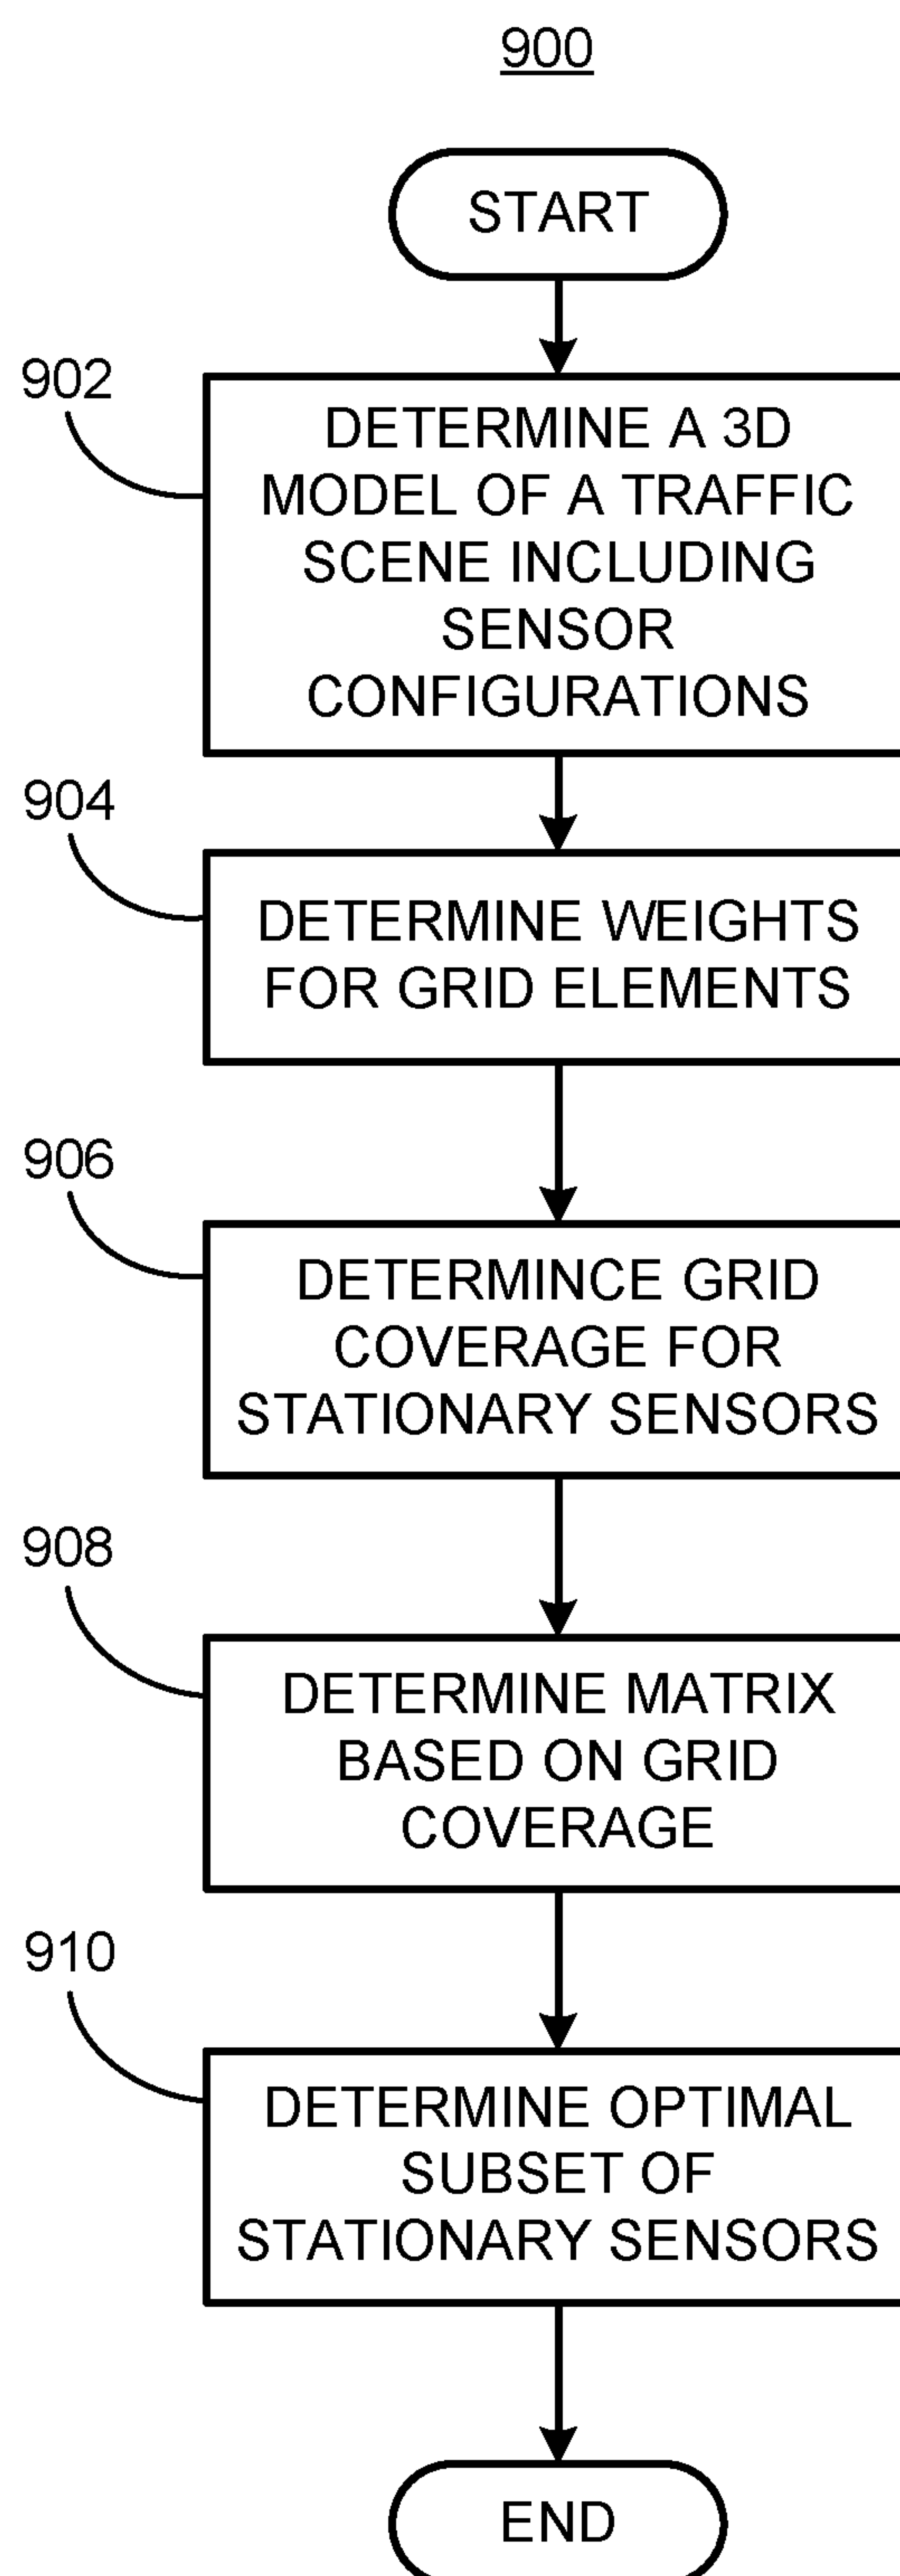 900
START
902
DETERMINE A 3D
MODEL OF A TRAFFIC
SCENE INCLUDING
SENSOR
CONFIGURATIONS
904
DETERMINE WEIGHTS
FOR GRID ELEMENTS
906
DETERMINCE GRID
COVERAGE FOR
STATIONARY SENSORS
908
DETERMINE MATRIX
BASED ON GRID
COVERAGE
910
DETERMINE OPTIMAL
SUBSET OF
STATIONARY SENSORS
END